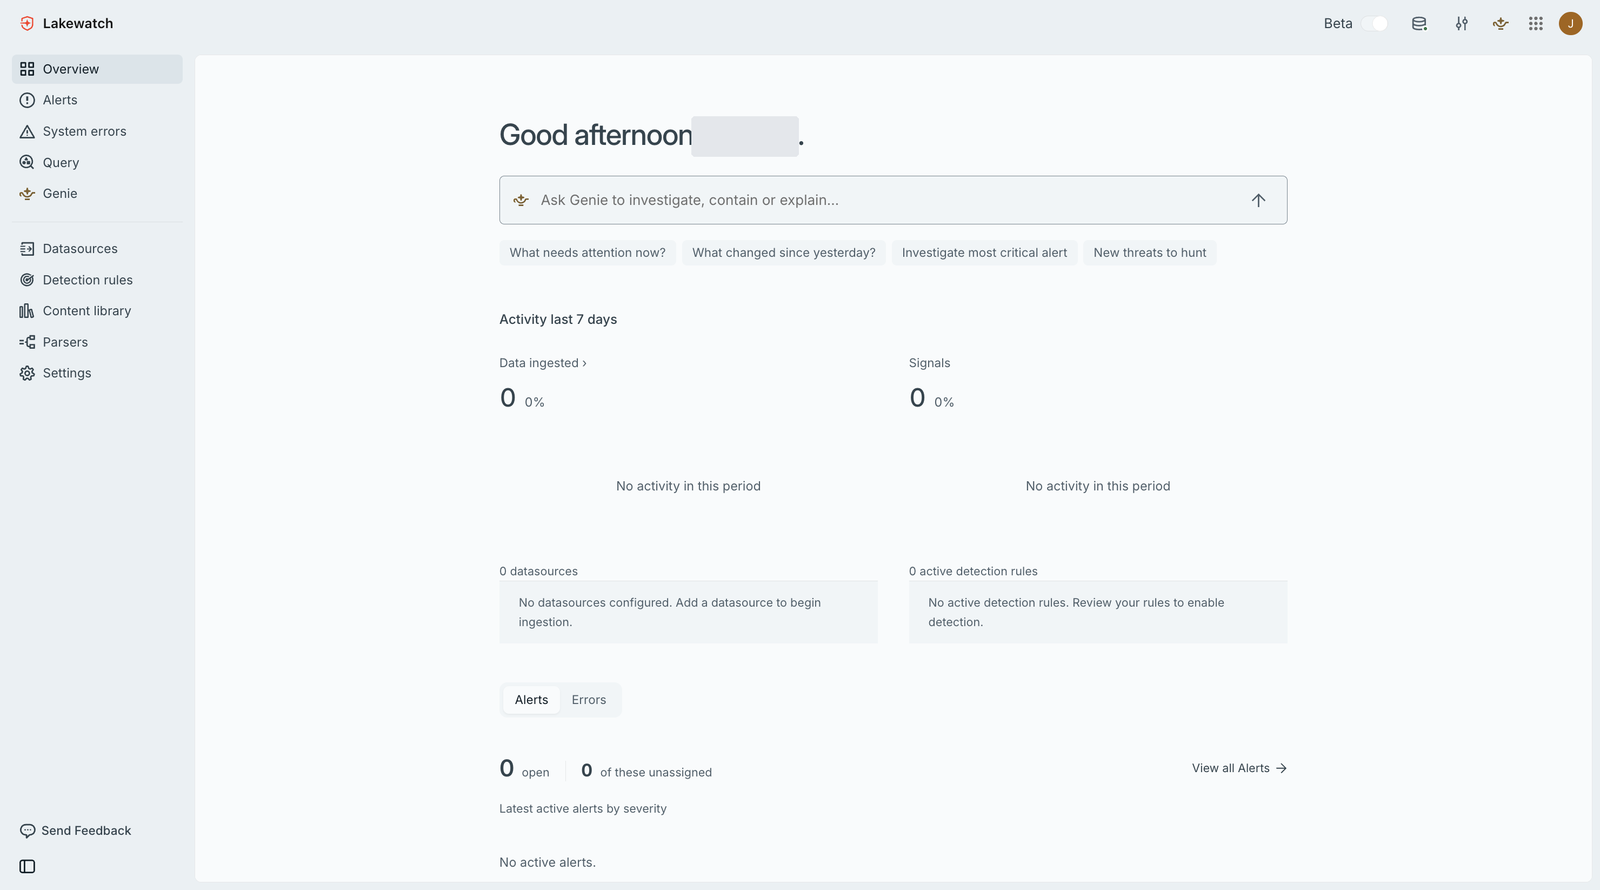 Lakewatch
Beta
J
Overview
Alerts
System errors
Query
Genie
Datasources
Detection rules
Content library
Parsers
Settings
Send Feedback
Good afternoon .
Ask Genie to investigate, contain or explain...
What needs attention now? What changed since yesterday? Investigate most critical alert New threats to hunt
Activity last 7 days
Data ingested ›
0 0%
No activity in this period
Signals
0 0%
No activity in this period
0 datasources
No datasources configured. Add a datasource to begin
ingestion.
0 active detection rules
No active detection rules. Review your rules to enable
detection.
Alerts Errors
0 open 0 of these unassigned
View all Alerts →
Latest active alerts by severity
No active alerts.